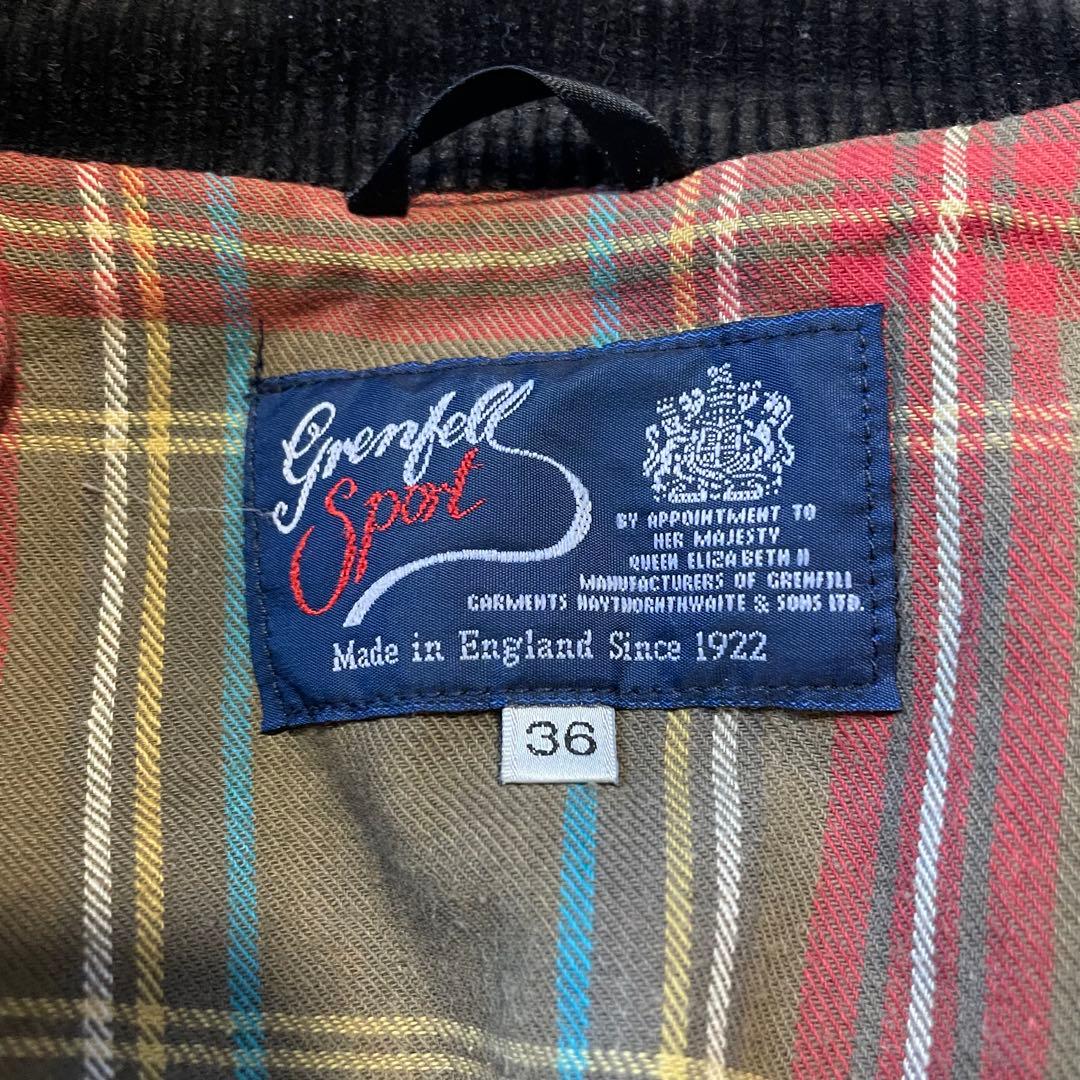 Grenfell
Sport
BY APPOINTMENT TO
HER MAJESTY
QUEEN ELIZABETH II
MANUFACTURERS OF GRENFELL
GARMENTS HAYTHORNTHWAITE & SONS LTD.
Made in England Since 1922
36